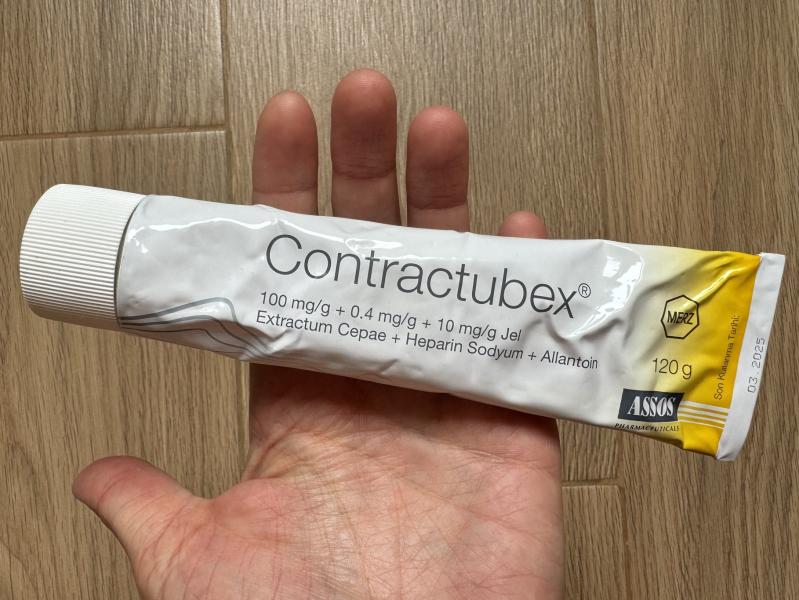 Contractubex®
100 mg/g + 0.4 mg/g + 10 mg/g Jel
Extractum Cepae + Heparin Sodyum + Allantoin
MERZ
120 g
ASSOS
PHARMACEUTICALS
Son Kullanma Tarihi:
03.2025